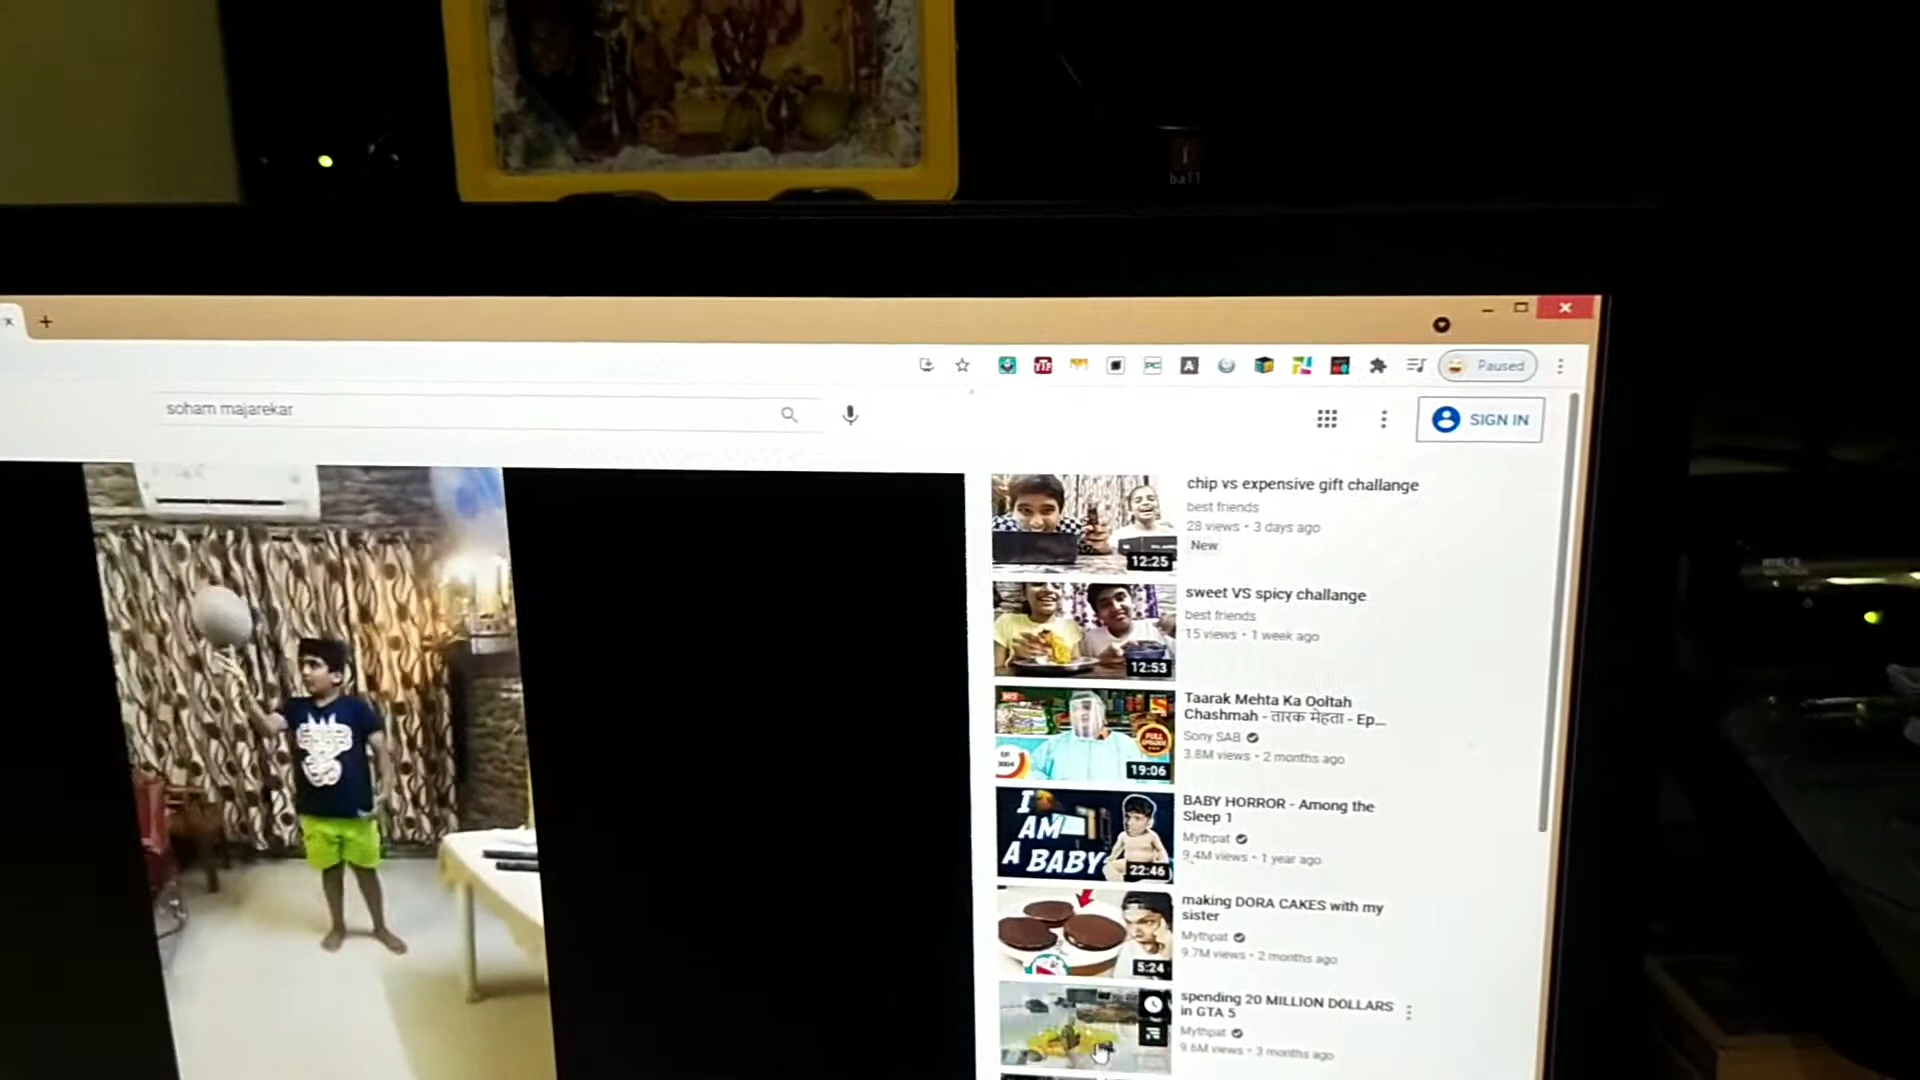 ball
Paused
soham majarekar
SIGN IN
chip vs expensive gift challange
best friends
28 views • 3 days ago
New
12:25
sweet VS spicy challange
best friends
15 views • 1 week ago
12:53
Taarak Mehta Ka Ooltah
Chashmah - तारक मेहता - Ep...
Sony SAB
3.8M views • 2 months ago
FULL
EPISODE
19:06
BABY HORROR - Among the
Sleep 1
Mythpat
9.4M views • 1 year ago
I
AM
A BABY
22:46
making DORA CAKES with my
sister
Mythpat
9.7M views • 2 months ago
5:24
spending 20 MILLION DOLLARS
in GTA 5
Mythpat
9.6M views • 3 months ago